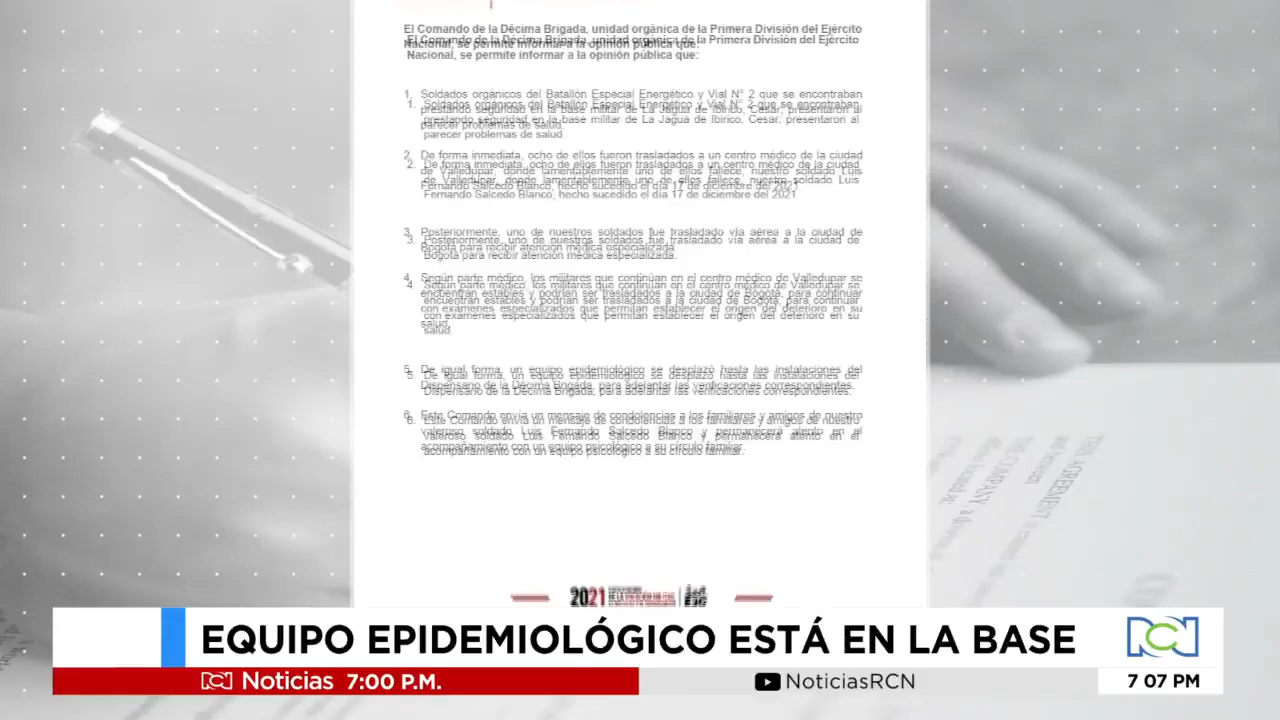 El Comando de la Décima Brigada, unidad orgánica de la Primera División del Ejército
Nacional, se permite informar a la opinión pública que:
1. Soldados orgánicos del Batallón Especial Energético y Vial N° 2 que se encontraban
prestando seguridad en la base militar de La Jagua de Ibirico, Cesar, presentaron al
parecer problemas de salud.
2. De forma inmediata, ocho de ellos fueron trasladados a un centro médico de la ciudad
de Valledupar, donde lamentablemente uno de ellos fallece, nuestro soldado Luis
Fernando Salcedo Blanco, hecho sucedido el día 17 de diciembre del 2021
3. Posteriormente, uno de nuestros soldados fue trasladado vía aérea a la ciudad de
Bogotá para recibir atención médica especializada.
4. Según parte médico, los militares que continúan en el centro médico de Valledupar se
encuentran estables y podrían ser trasladados a la ciudad de Bogotá, para continuar
con exámenes especializados que permitan establecer el origen del deterioro en su
salud.
5. De igual forma, un equipo epidemiológico se desplazó hasta las instalaciones del
Dispensario de la Décima Brigada, para adelantar las verificaciones correspondientes.
6. Este Comando envía un mensaje de condolencias a los familiares y amigos de nuestro
valeroso soldado Luis Fernando Salcedo Blanco y permanecerá atento en el
acompañamiento con un equipo psicológico a su círculo familiar.
THIS AGREEMENT
COMPANY, a
2021
EQUIPO EPIDEMIOLÓGICO ESTÁ EN LA BASE
RCN
RCN Noticias 7:00 P.M.
NoticiasRCN
7 07 PM